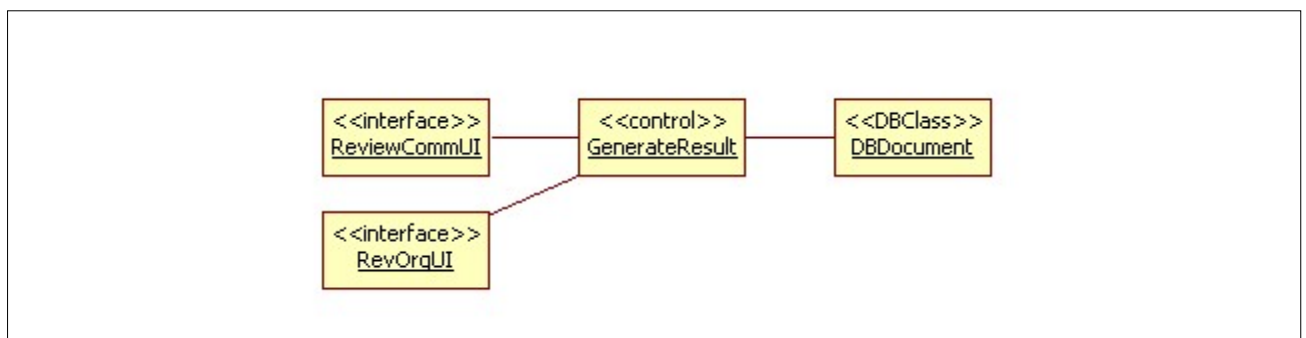 <<interface>>
ReviewCommUI
<<control>>
GenerateResult
<<DBClass>>
DBDocument
<<interface>>
RevOrgUI